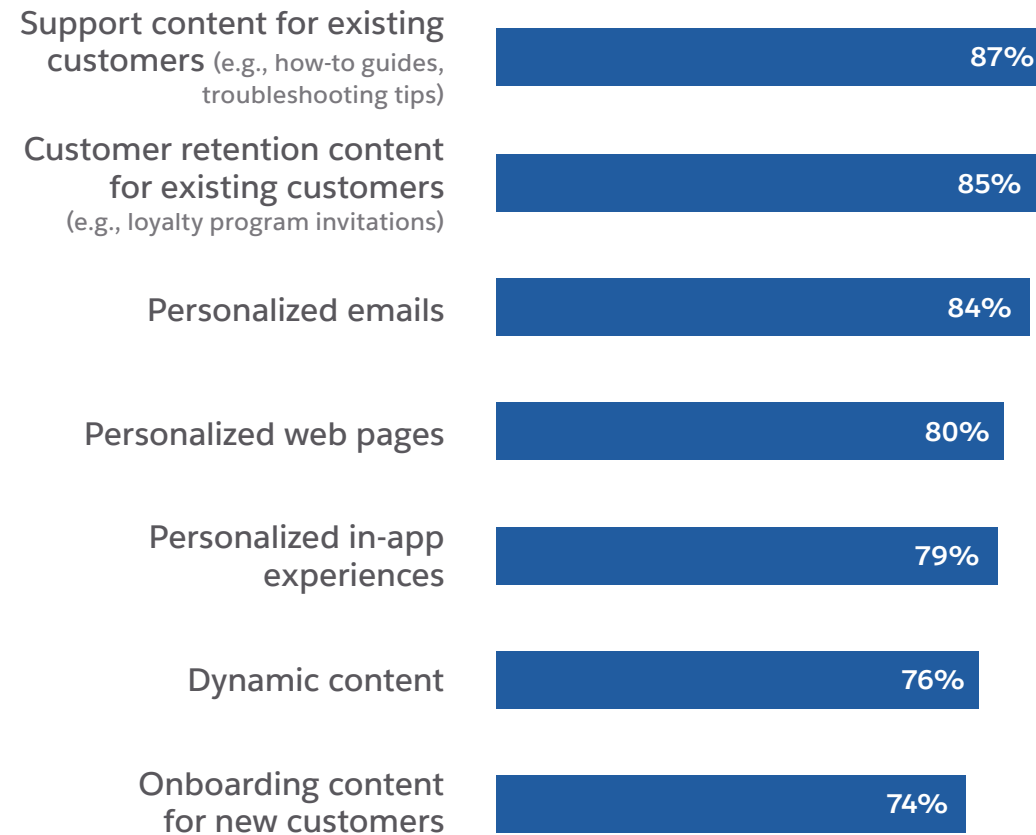 Support content for existing
customers (e.g., how-to guides,
troubleshooting tips)
87%
Customer retention content
for existing customers
(e.g., loyalty program invitations)
85%
Personalized emails
84%
Personalized web pages
80%
Personalized in-app
experiences
79%
Dynamic content
76%
Onboarding content
for new customers
74%